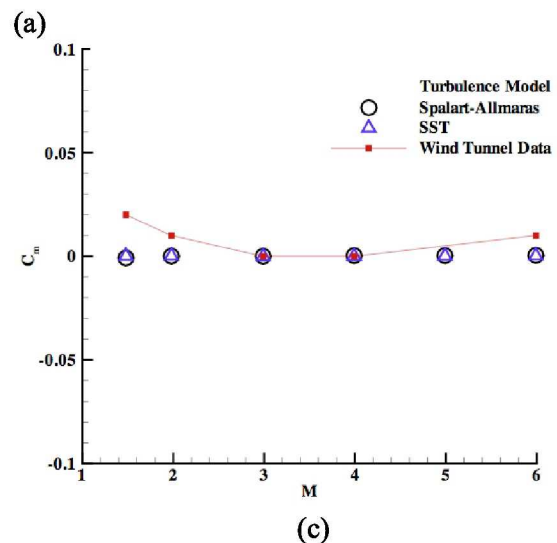 (a)
0.1
Turbulence Model
Spalart-Allmaras
SST
Wind Tunnel Data
0.05
0
-0.05
-0.1
C_m
1 2 3 4 5 6
M
(c)